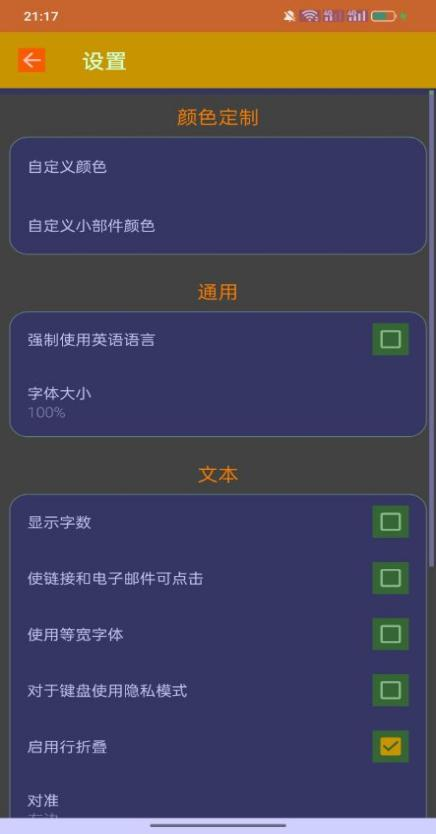 21:17
设置
颜色定制
自定义颜色
自定义小部件颜色
通用
强制使用英语语言
字体大小
100%
文本
显示字数
使链接和电子邮件可点击
使用等宽字体
对于键盘使用隐私模式
启用行折叠
对准